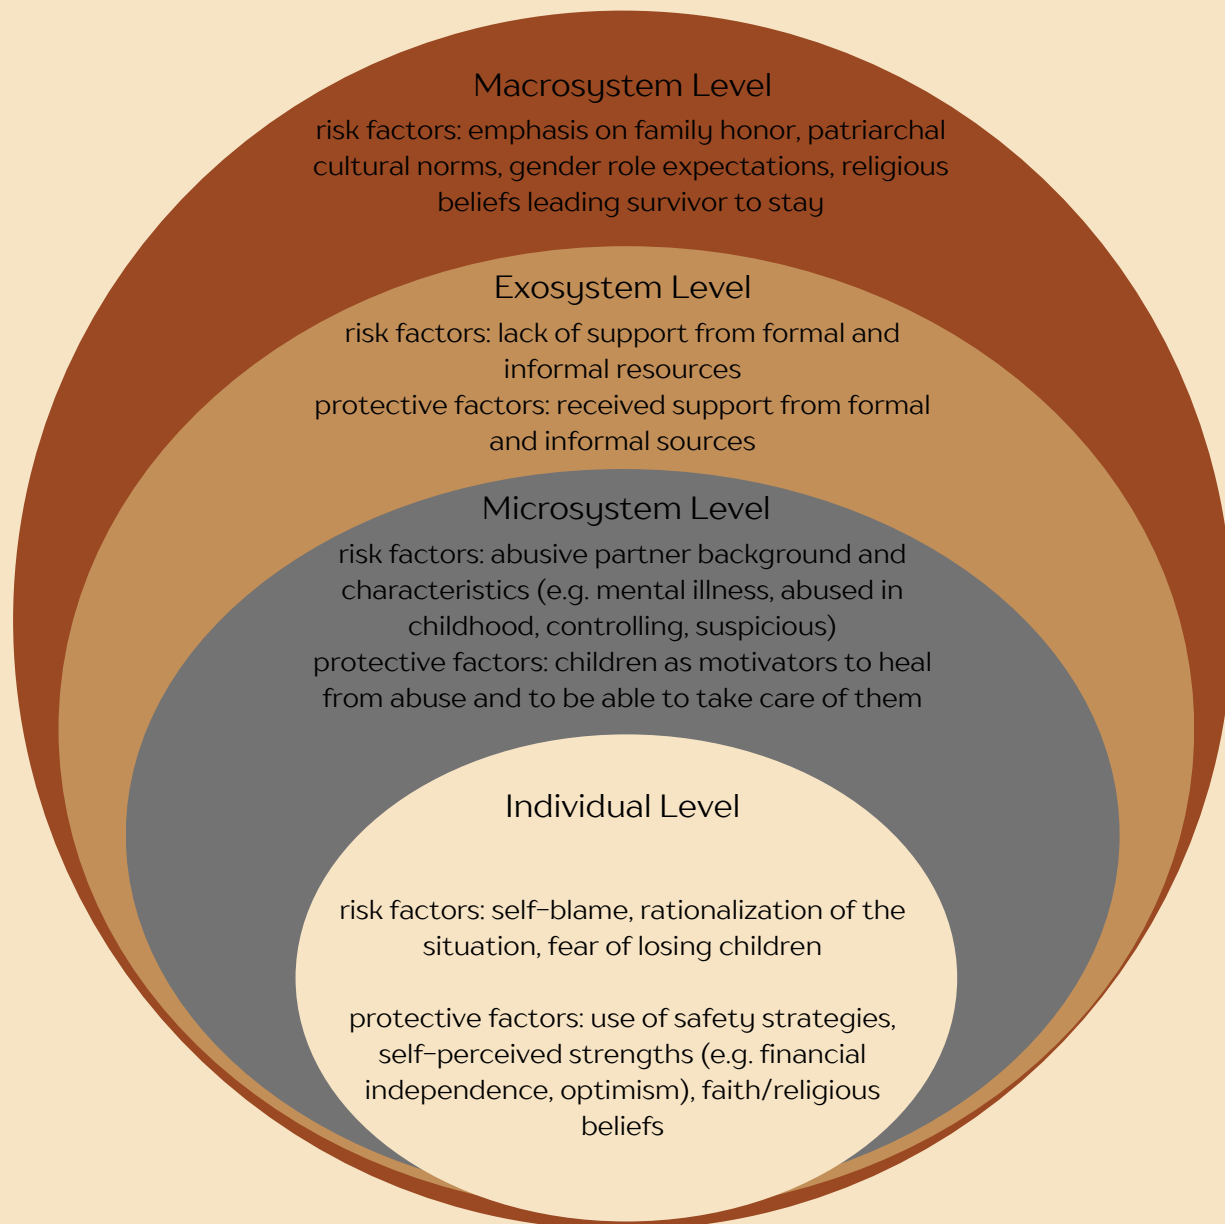 Macrosystem Level
risk factors: emphasis on family honor, patriarchal
cultural norms, gender role expectations, religious
beliefs leading survivor to stay
Exosystem Level
risk factors: lack of support from formal and
informal resources
protective factors: received support from formal
and informal sources
Microsystem Level
risk factors: abusive partner background and
characteristics (e.g. mental illness, abused in
childhood, controlling, suspicious)
protective factors: children as motivators to heal
from abuse and to be able to take care of them
Individual Level
risk factors: self-blame, rationalization of the
situation, fear of losing children
protective factors: use of safety strategies,
self-perceived strengths (e.g. financial
independence, optimism), faith/religious
beliefs